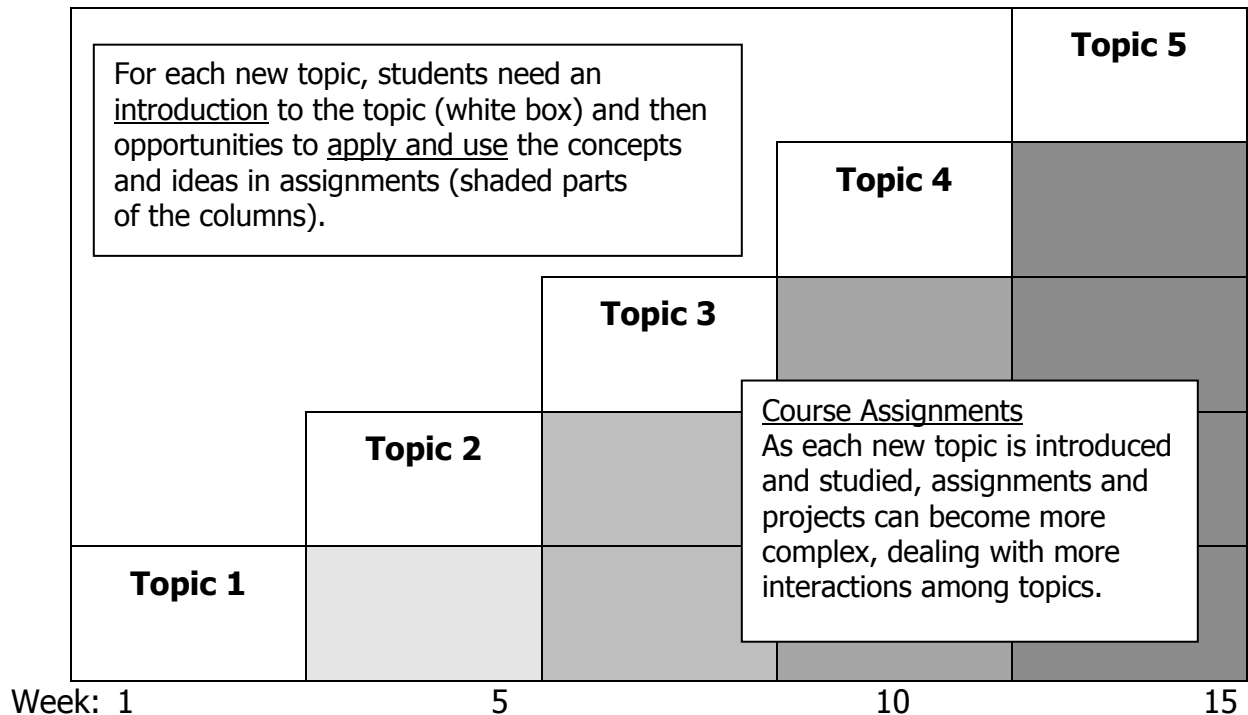 Topic 5
For each new topic, students need an
introduction to the topic (white box) and then
opportunities to apply and use the concepts
and ideas in assignments (shaded parts
of the columns).
Topic 4
Topic 3
Course Assignments
As each new topic is introduced
and studied, assignments and
projects can become more
complex, dealing with more
interactions among topics.
Topic 2
Topic 1
Week: 1 5 10 15